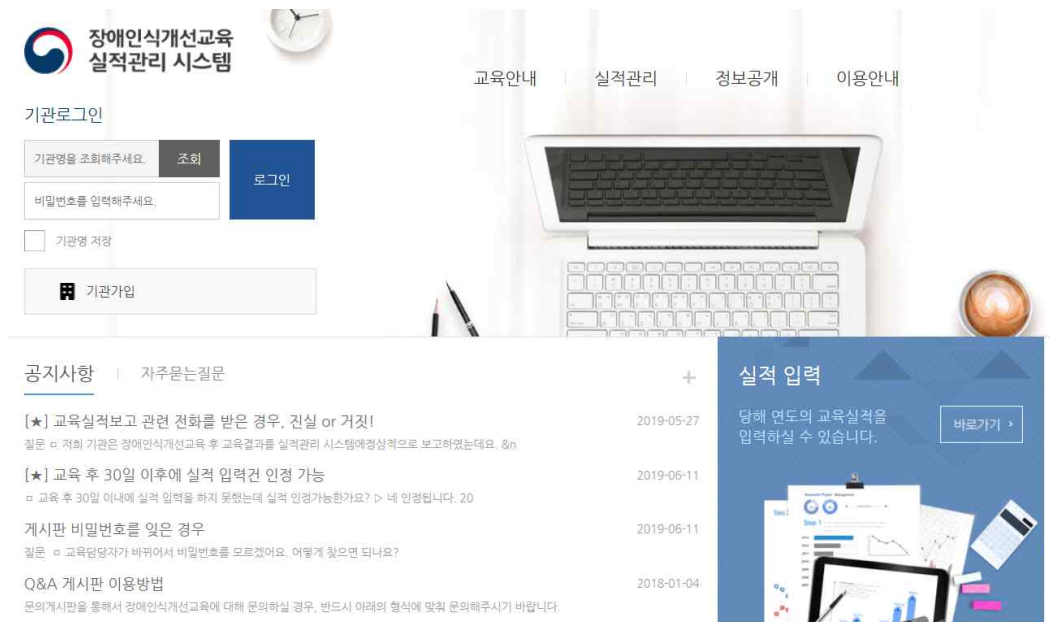 장애인식개선교육
실적관리 시스템
교육안내 실적관리 정보공개 이용안내
기관로그인
기관명을 조회해주세요. 조회
로그인
비밀번호를 입력해주세요.
기관명 저장
기관가입
공지사항 자주묻는질문 +
[★] 교육실적보고 관련 전화를 받은 경우, 진실 or 거짓! 2019-05-27
질문 ㅁ 저희 기관은 장애인식개선교육 후 교육결과를 실적관리 시스템에정상적으로 보고하였는데요. &n
[★] 교육 후 30일 이후에 실적 입력건 인정 가능 2019-06-11
ㅁ 교육 후 30일 이내에 실적 입력을 하지 못했는데 실적 인정가능한가요? ▷ 네 인정됩니다. 20
게시판 비밀번호를 잊은 경우 2019-06-11
질문 ㅁ 교육담당자가 바뀌어서 비밀번호를 모르겠어요. 어떻게 찾으면 되나요?
Q&A 게시판 이용방법 2018-01-04
문의게시판을 통해서 장애인식개선교육에 대해 문의하실 경우, 반드시 아래의 형식에 맞춰 문의해주시기 바랍니다.
실적 입력
당해 연도의 교육실적을
입력하실 수 있습니다.
바로가기 >
Step 1